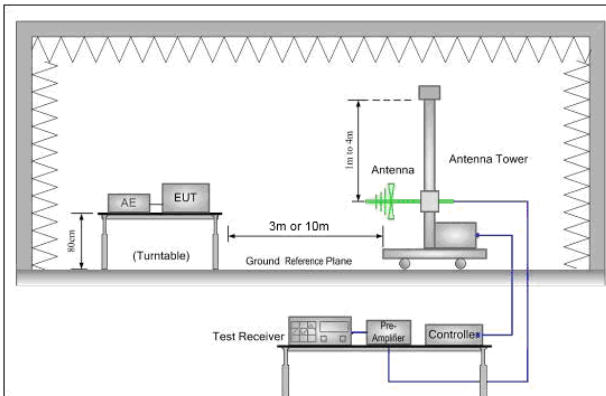 1m to 4m
Antenna
Antenna Tower
AE
EUT
3m or 10m
80cm
(Turntable)
Ground Reference Plane
Test Receiver
Pre-
Amplifier
Controller